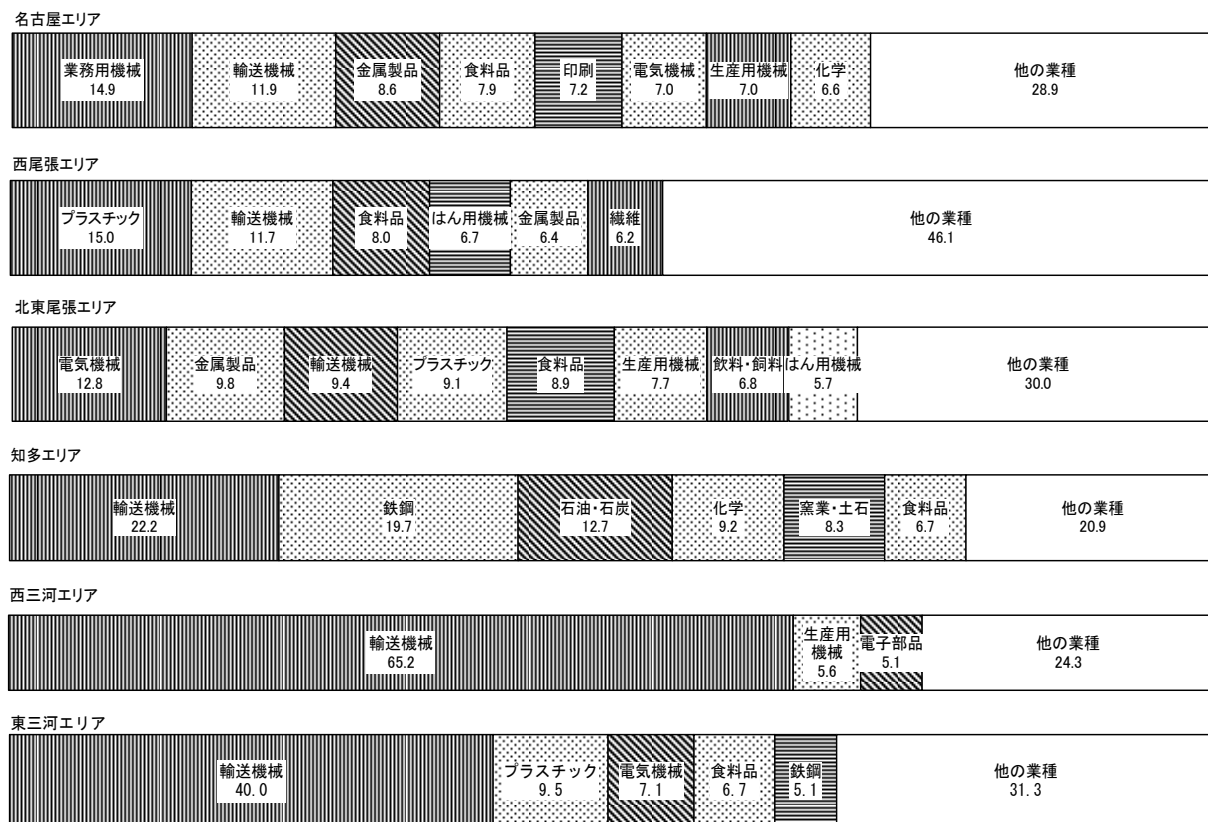 名古屋エリア
業務用機械 輸送機械 金属製品 食料品 印刷 電気機械 生産用機械 化学 他の業種
14.9 11.9 8.6 7.9 7.2 7.0 7.0 6.6 28.9
西尾張エリア
プラスチック 輸送機械 食料品 はん用機械 金属製品 繊維 他の業種
15.0 11.7 8.0 6.7 6.4 6.2 46.1
北東尾張エリア
電気機械 金属製品 輸送機械 プラスチック 食料品 生産用機械 飲料・飼料 はん用機械 他の業種
12.8 9.8 9.4 9.1 8.9 7.7 6.8 5.7 30.0
知多エリア
輸送機械 鉄鋼 石油・石炭 化学 窯業・土石 食料品 他の業種
22.2 19.7 12.7 9.2 8.3 6.7 20.9
西三河エリア
輸送機械 生産用
機械 電子部品 他の業種
65.2 5.6 5.1 24.3
東三河エリア
輸送機械 プラスチック 電気機械 食料品 鉄鋼 他の業種
40.0 9.5 7.1 6.7 5.1 31.3